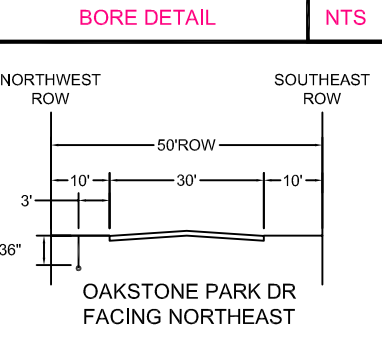 BORE DETAIL
NTS
NORTHWEST
ROW
SOUTHEAST
ROW
50'ROW
10'
30'
10'
3'
36"
OAKSTONE PARK DR
FACING NORTHEAST